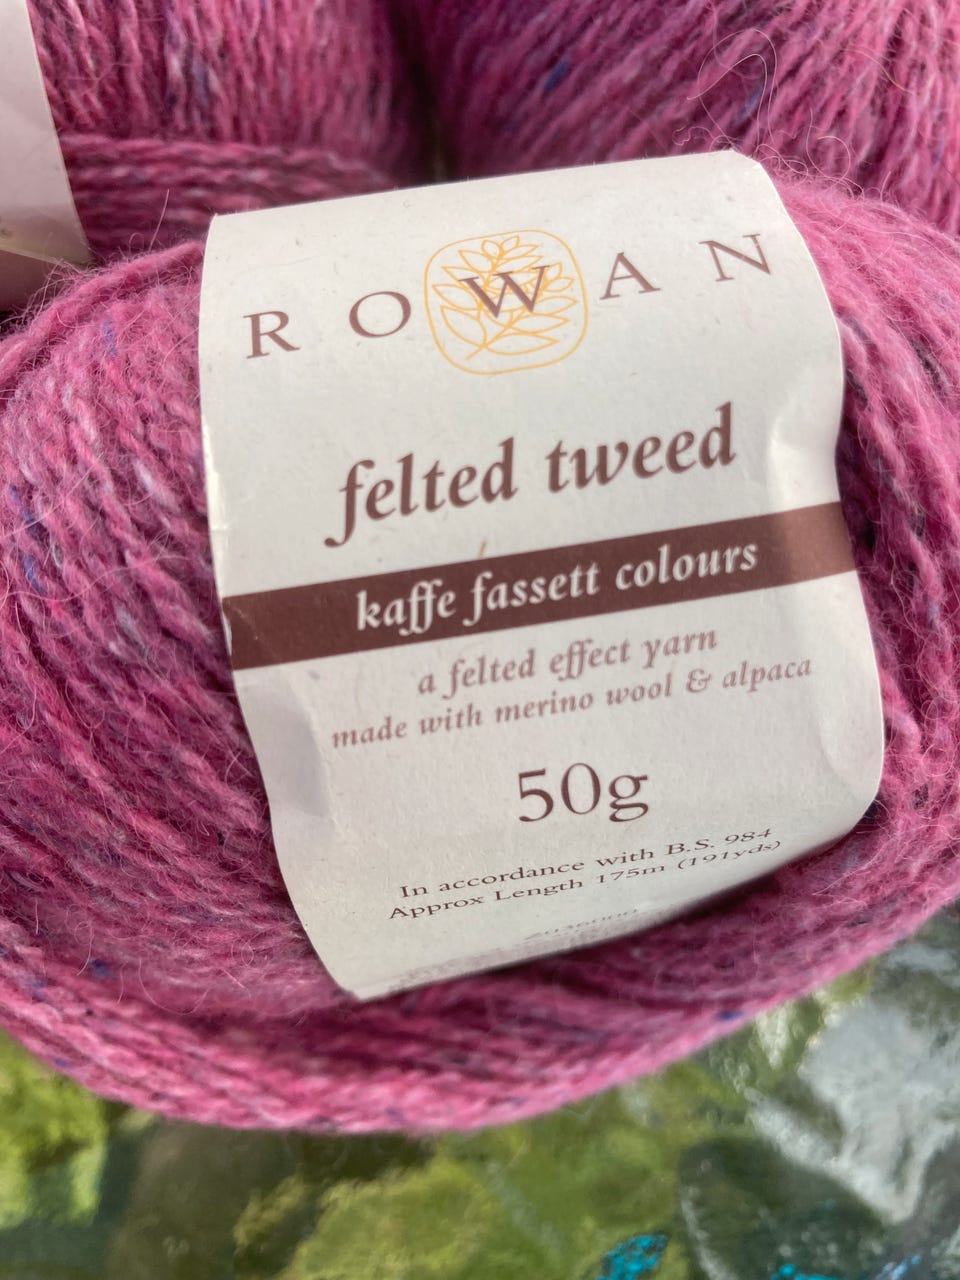 ROWAN
felted tweed
kaffe fassett colours
a felted effect yarn
made with merino wool & alpaca
50g
In accordance with B.S. 984
Approx Length 175m (191yds)